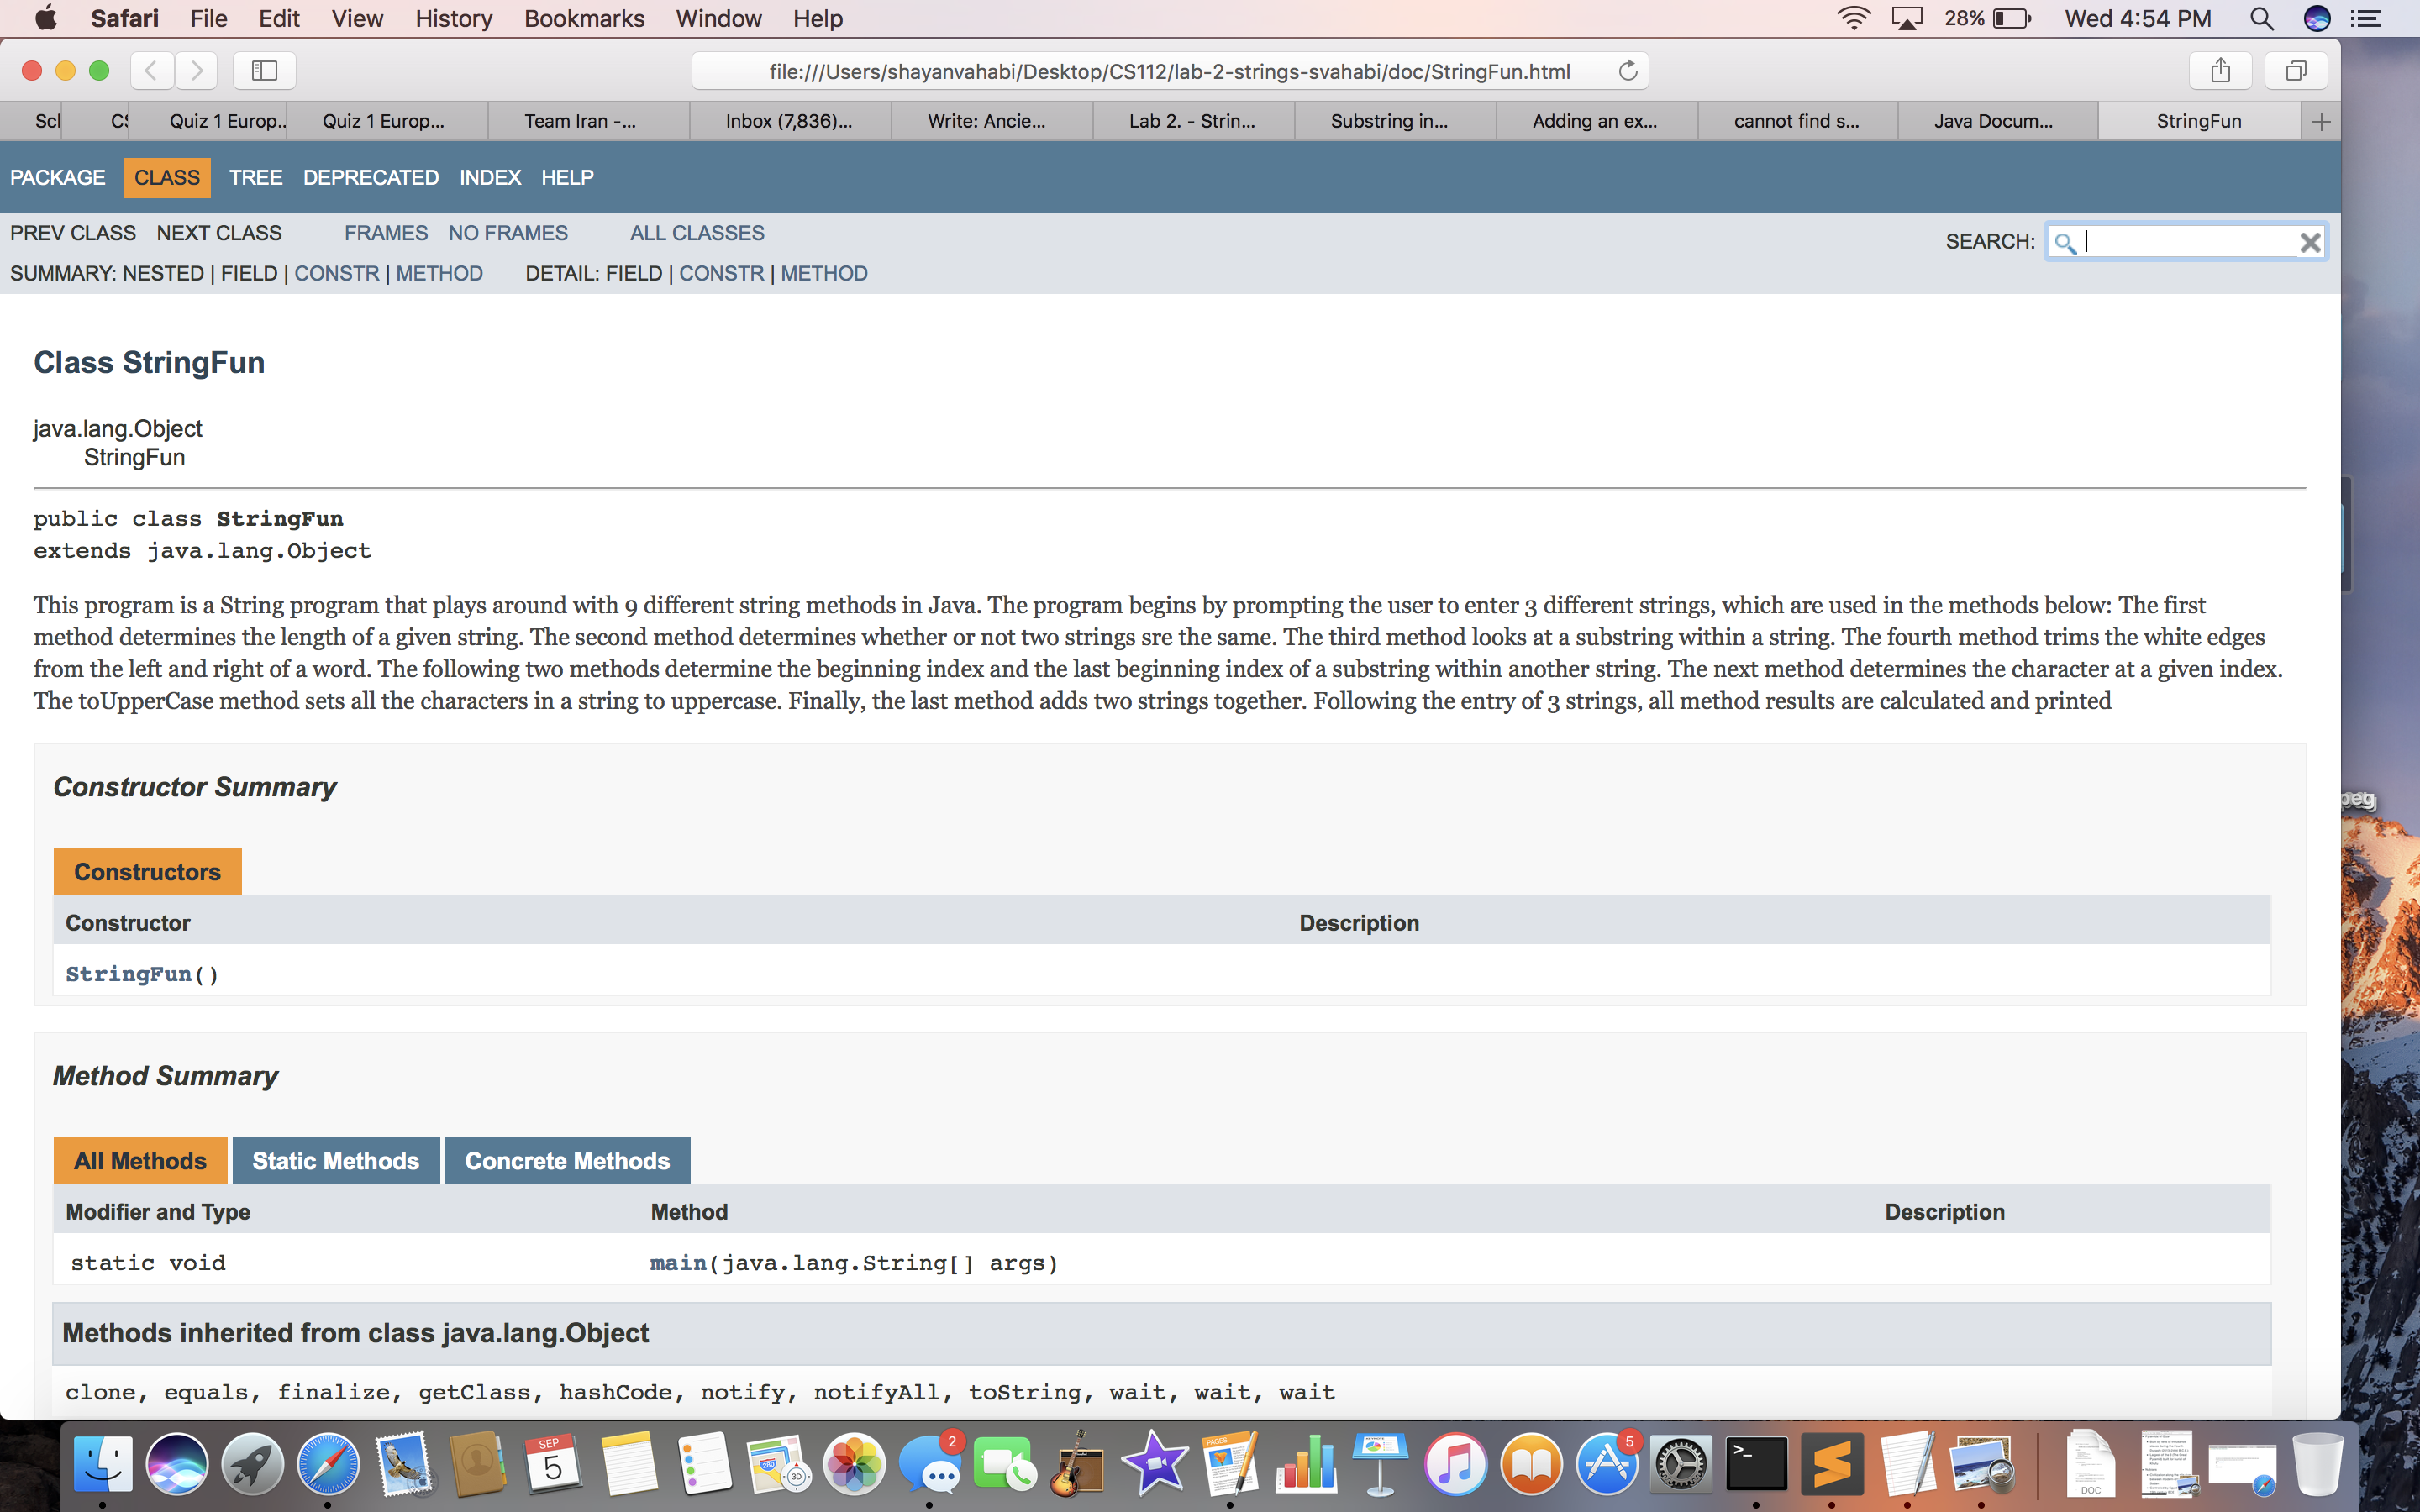 Safari File Edit View History Bookmarks Window Help 28% Wed 4:54 PM
file:///Users/shayanvahabi/Desktop/CS112/lab-2-strings-svahabi/doc/StringFun.html
Quiz 1 Europ... Quiz 1 Europ... Team Iran -... Inbox (7,836)... Write: Ancie... Lab 2. - Strin... Substring in... Adding an ex... cannot find s... Java Docum... StringFun
PACKAGE CLASS TREE DEPRECATED INDEX HELP
PREV CLASS NEXT CLASS FRAMES NO FRAMES ALL CLASSES
SEARCH:
SUMMARY: NESTED | FIELD | CONSTR | METHOD DETAIL: FIELD | CONSTR | METHOD
Class StringFun
java.lang.Object
StringFun
public class StringFun
extends java.lang.Object
This program is a String program that plays around with 9 different string methods in Java. The program begins by prompting the user to enter 3 different strings, which are used in the methods below: The first
method determines the length of a given string. The second method determines whether or not two strings sre the same. The third method looks at a substring within a string. The fourth method trims the white edges
from the left and right of a word. The following two methods determine the beginning index and the last beginning index of a substring within another string. The next method determines the character at a given index.
The toUpperCase method sets all the characters in a string to uppercase. Finally, the last method adds two strings together. Following the entry of 3 strings, all method results are calculated and printed
Constructor Summary
Constructors
Constructor Description
StringFun()
Method Summary
All Methods Static Methods Concrete Methods
Modifier and Type Method Description
static void main(java.lang.String[] args)
Methods inherited from class java.lang.Object
clone, equals, finalize, getClass, hashCode, notify, notifyAll, toString, wait, wait, wait
SEP
5
280
3D
2
PAGES
5
>_
DOC